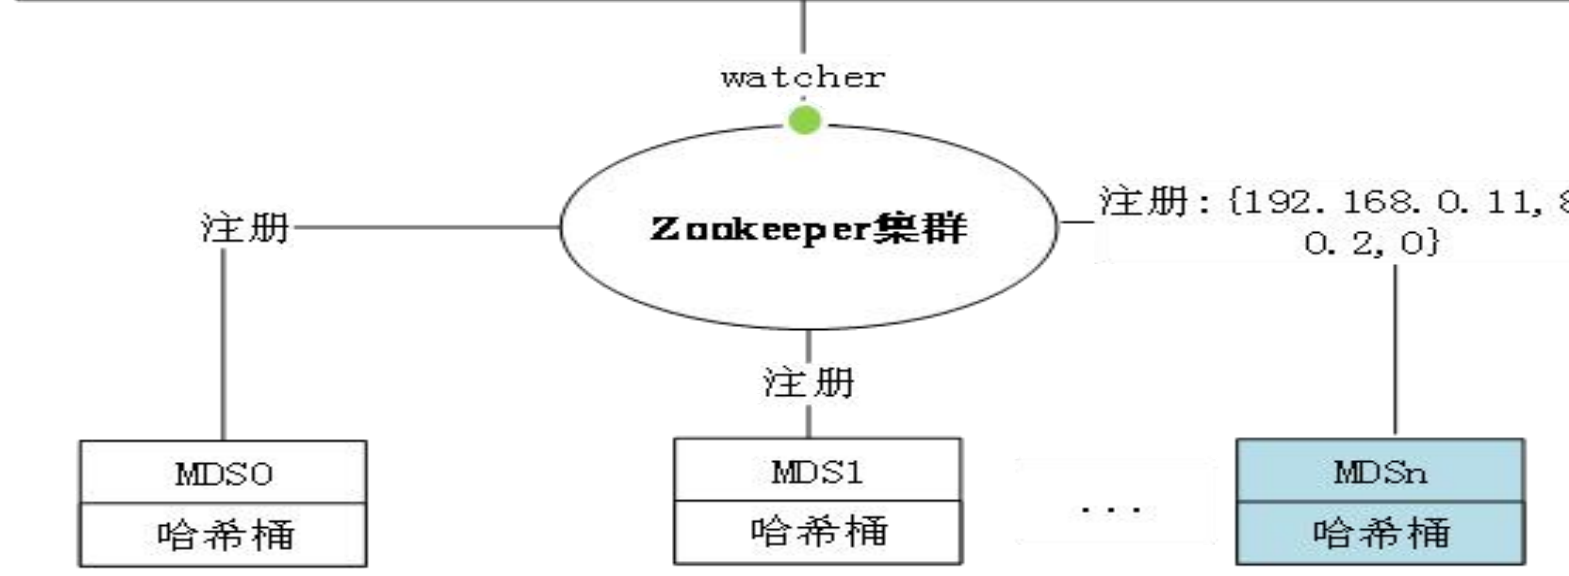 watcher
注册
Zookeeper集群
注册:{192.168.0.11,
0.2,0}
注册
MDS0
哈希桶
MDS1
哈希桶
...
MDSn
哈希桶